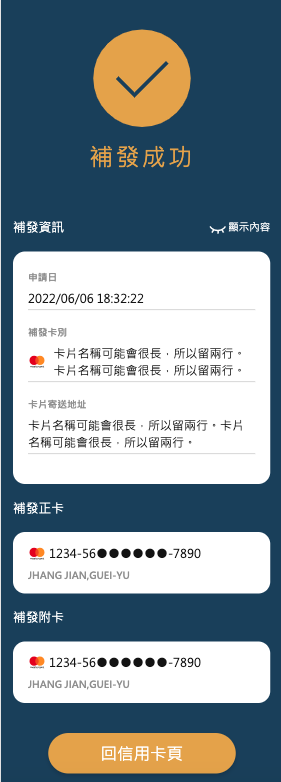 補發成功
補發資訊
顯示內容
申請日
2022/06/06 18:32:22
補發卡別
卡片名稱可能會很長，所以留兩行。
卡片名稱可能會很長，所以留兩行。
卡片寄送地址
卡片名稱可能會很長，所以留兩行。卡片
名稱可能會很長，所以留兩行。
補發正卡
1234-56●●●●●●-7890
JHANG JIAN,GUEI-YU
補發附卡
1234-56●●●●●●-7890
JHANG JIAN,GUEI-YU
回信用卡頁